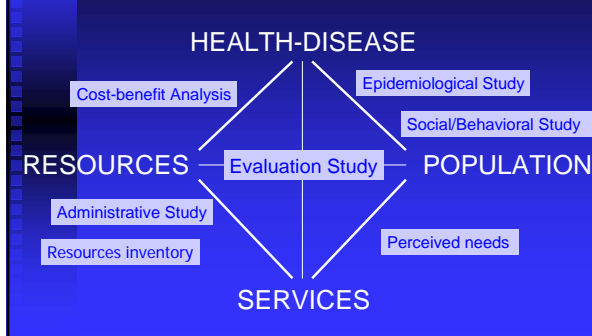 HEALTH-DISEASE
Epidemiological Study
Cost-benefit Analysis
Social/Behavioral Study
RESOURCES
Evaluation Study
POPULATION
Administrative Study
Perceived needs
Resources inventory
SERVICES